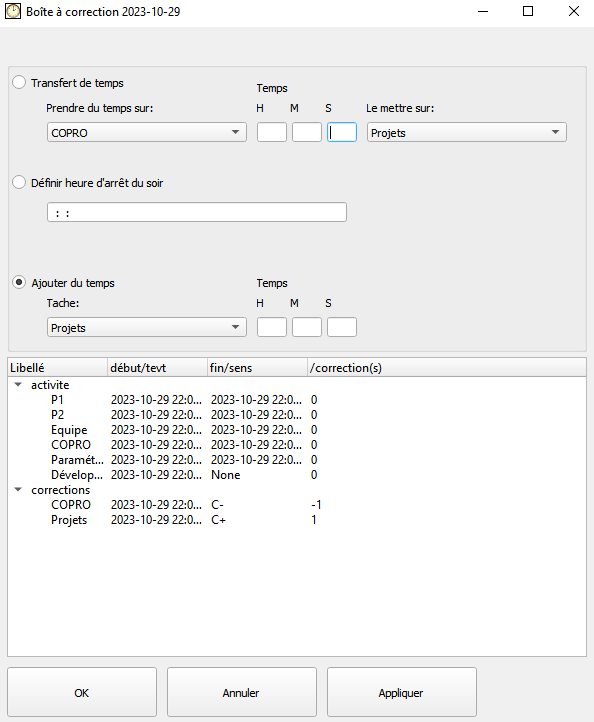 Boîte à correction 2023-10-29
Transfert de temps
Temps
Prendre du temps sur: H M S Le mettre sur:
COPRO Projets
Définir heure d'arrêt du soir
: :
Ajouter du temps Temps
Tache: H M S
Projets
Libellé début/tevt fin/sens /correction(s)
activite
P1 2023-10-29 22:0... 2023-10-29 22:0... 0
P2 2023-10-29 22:0... 2023-10-29 22:0... 0
Equipe 2023-10-29 22:0... 2023-10-29 22:0... 0
COPRO 2023-10-29 22:0... 2023-10-29 22:0... 0
Paramét... 2023-10-29 22:0... 2023-10-29 22:0... 0
Dévelop... 2023-10-29 22:0... None 0
corrections
COPRO 2023-10-29 22:0... C- -1
Projets 2023-10-29 22:0... C+ 1
OK Annuler Appliquer